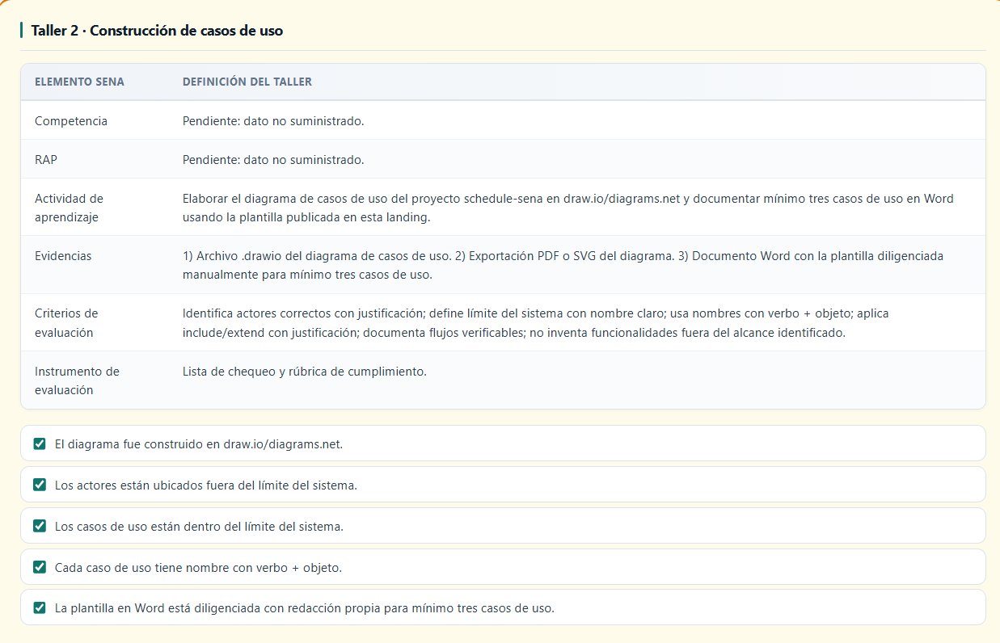 Taller 2 · Construcción de casos de uso
ELEMENTO SENA DEFINICIÓN DEL TALLER
Competencia Pendiente: dato no suministrado.
RAP Pendiente: dato no suministrado.
Actividad de aprendizaje
Elaborar el diagrama de casos de uso del proyecto schedule-sena en draw.io/diagrams.net y documentar mínimo tres casos de uso en Word
usando la plantilla publicada en esta landing.
Evidencias
1) Archivo .drawio del diagrama de casos de uso. 2) Exportación PDF o SVG del diagrama. 3) Documento Word con la plantilla diligenciada
manualmente para mínimo tres casos de uso.
Criterios de
evaluación
Identifica actores correctos con justificación; define límite del sistema con nombre claro; usa nombres con verbo + objeto; aplica
include/extend con justificación; documenta flujos verificables; no inventa funcionalidades fuera del alcance identificado.
Instrumento de
evaluación
Lista de chequeo y rúbrica de cumplimiento.
El diagrama fue construido en draw.io/diagrams.net.
Los actores están ubicados fuera del límite del sistema.
Los casos de uso están dentro del límite del sistema.
Cada caso de uso tiene nombre con verbo + objeto.
La plantilla en Word está diligenciada con redacción propia para mínimo tres casos de uso.